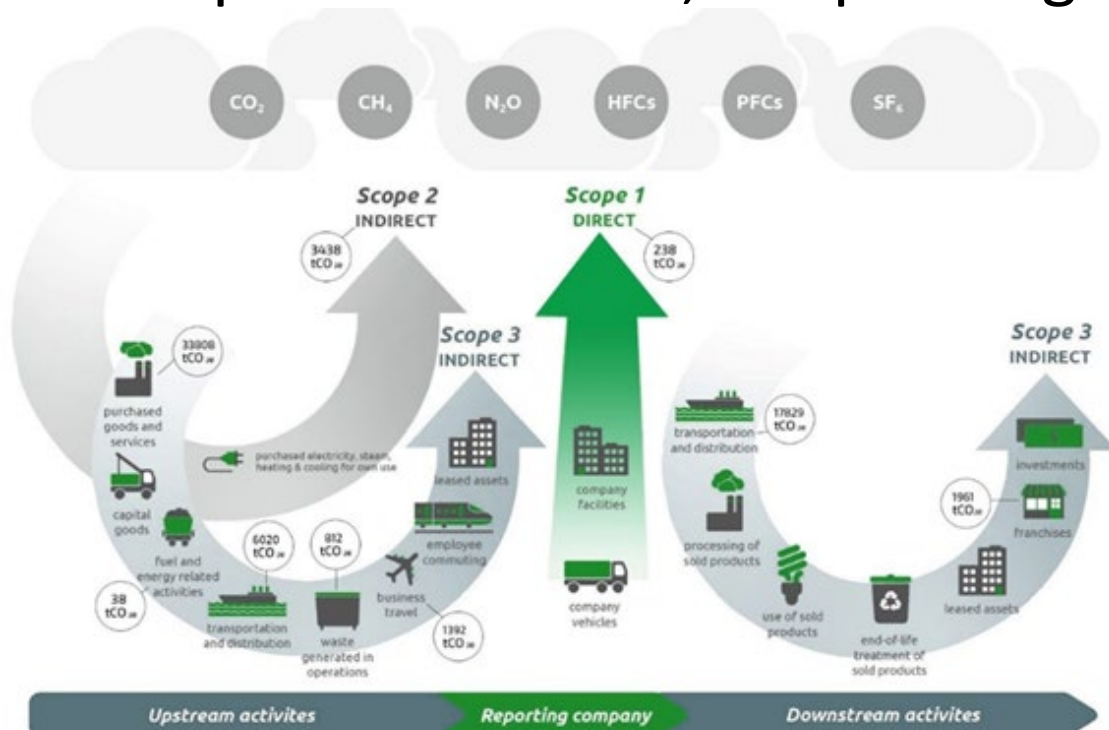 CO₂
CH₄
N₂O
HFCs
PFCs
SF₆
Scope 2
INDIRECT
3438
tCO₂ₑ
Scope 1
DIRECT
238
tCO₂ₑ
33808
tCO₂ₑ
purchased
goods and
services
capital
goods
fuel and
energy related
activities
38
tCO₂ₑ
purchased electricity, steam,
heating & cooling for own use
6020
tCO₂ₑ
transportation
and distribution
812
tCO₂ₑ
waste
generated in
operations
business
travel
1392
tCO₂ₑ
employee
commuting
leased assets
Scope 3
INDIRECT
company
facilities
company
vehicles
transportation
and distribution
17829
tCO₂ₑ
processing of
sold products
use of sold
products
end-of-life
treatment of
sold products
leased assets
1961
tCO₂ₑ
franchises
investments
Scope 3
INDIRECT
Upstream activites
Reporting company
Downstream activites